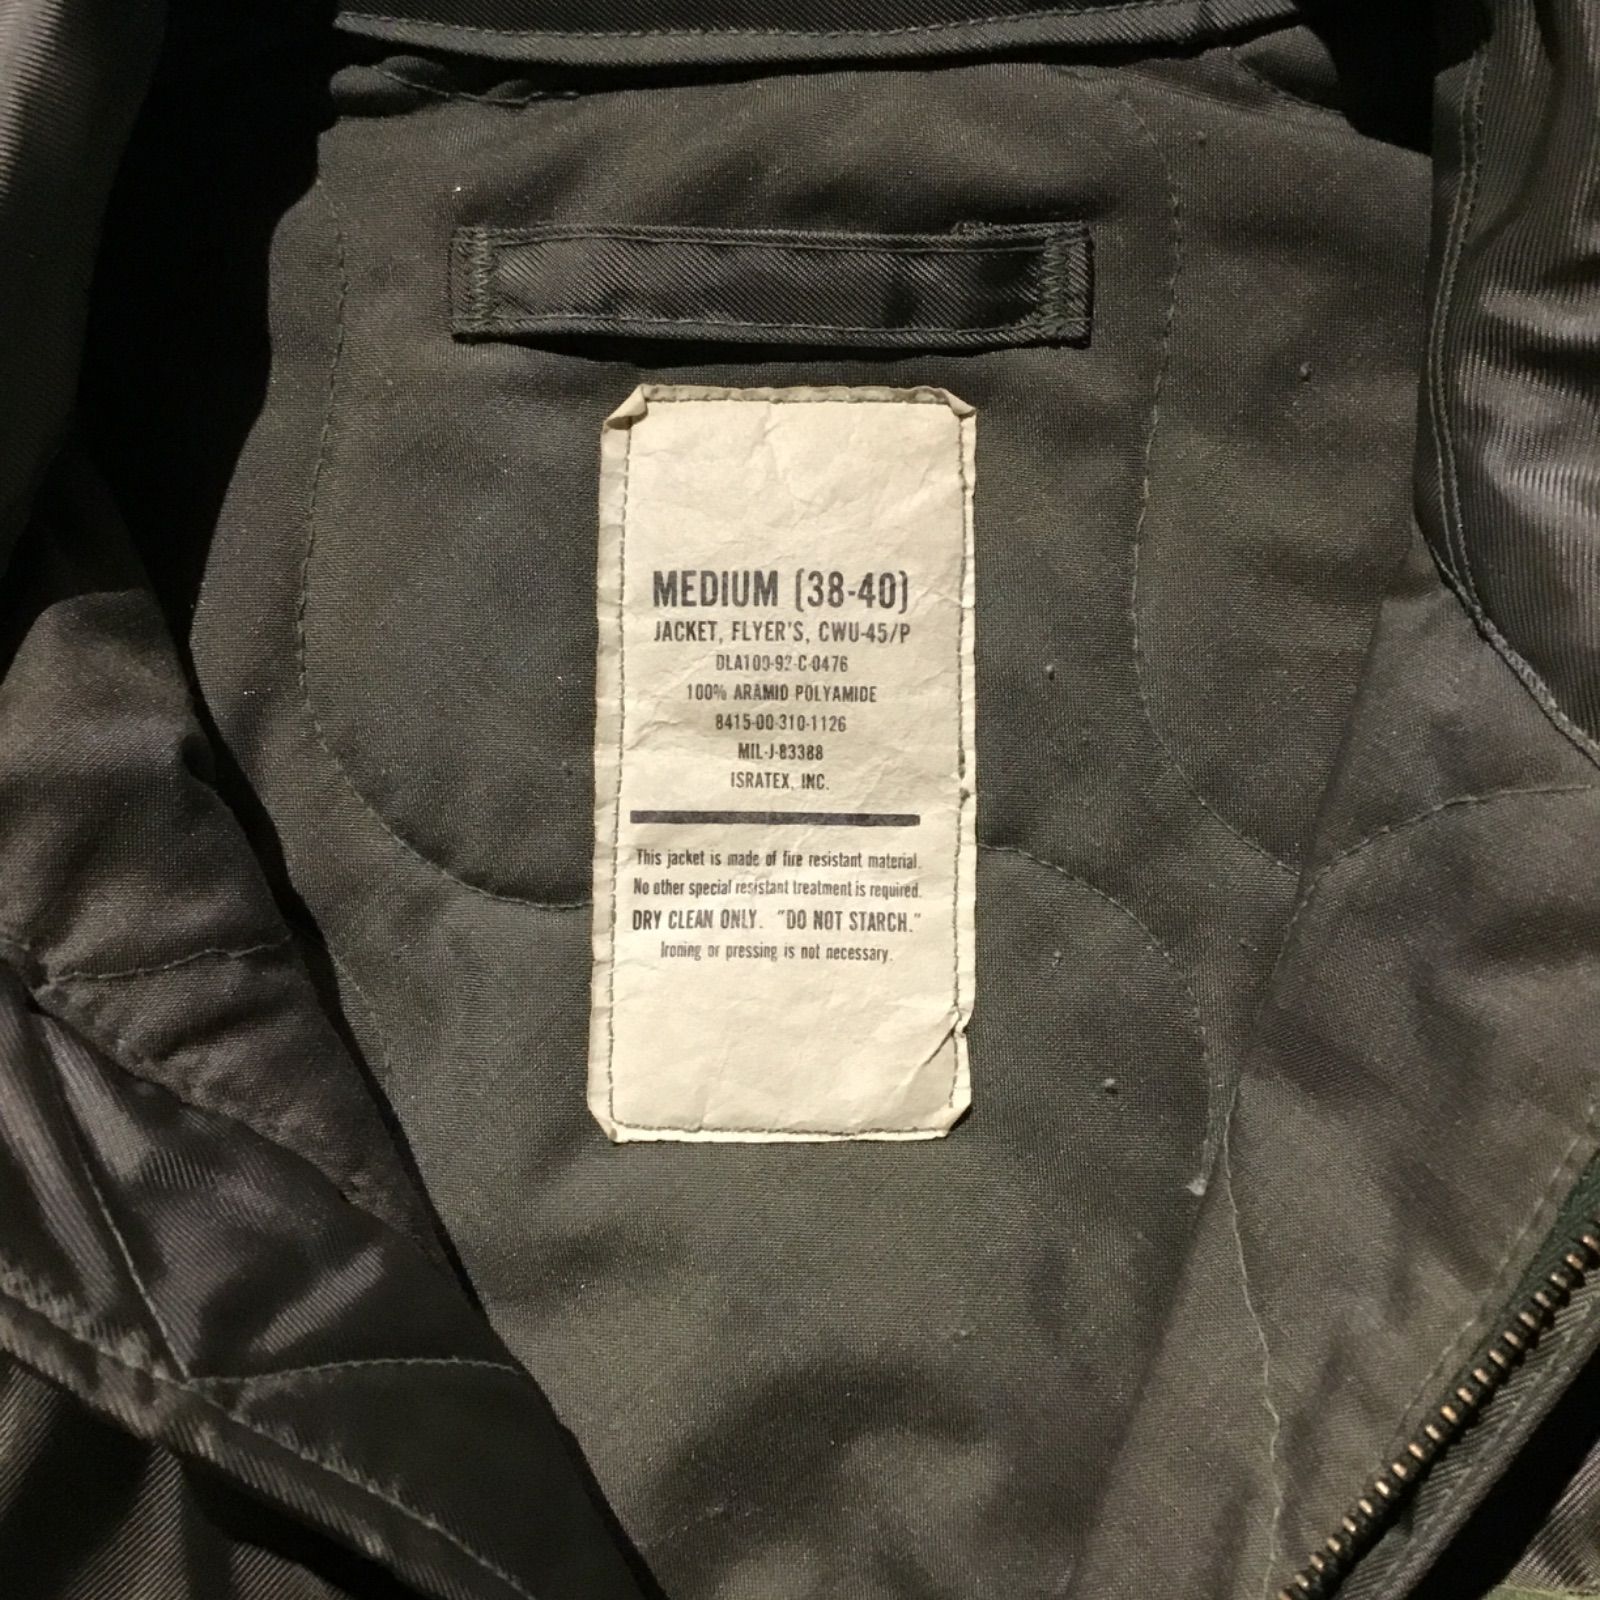 MEDIUM (38-40)
JACKET, FLYER'S, CWU-45/P
DLA100-92-C-0476
100% ARAMID POLYAMIDE
8415-00-310-1126
MIL-J-83388
ISRATEX, INC.
This jacket is made of fire resistant material.
No other special resistant treatment is required.
DRY CLEAN ONLY. "DO NOT STARCH."
Ironing or pressing is not necessary.